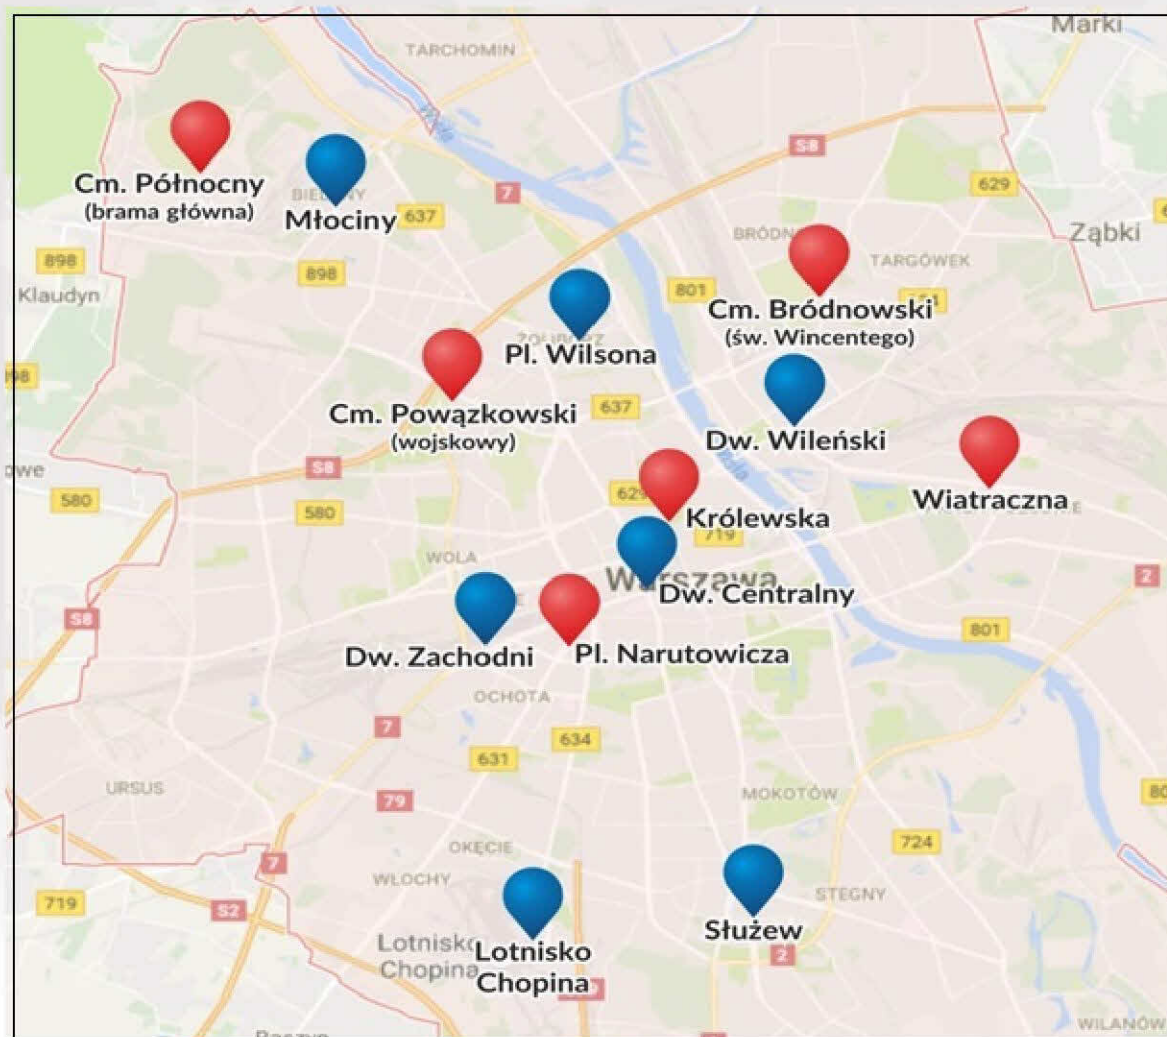 Marki
TARCHOMIN
Wisła
S8
Cm. Północny
(brama główna)
7
629
Młociny
637
Ząbki
BRÓDNO
898
TARGÓWEK
898
801
Klaudyn
Cm. Bródnowski
(św. Wincentego)
Pl. Wilsona
637
Cm. Powązkowski
(wojskowy)
Dw. Wileński
S8
580
580
Wiatraczna
Królewska
719
WOLA
Warszawa
2
Dw. Centralny
S8
801
Dw. Zachodni
Pl. Narutowicza
OCHOTA
7
634
631
URSUS
MOKOTÓW
79
724
OKĘCIE
7
WŁOCHY
STEGNY
719
S2
Służew
Lotnisko
Chopina
Lotnisko
Chopina
2
WILANÓW